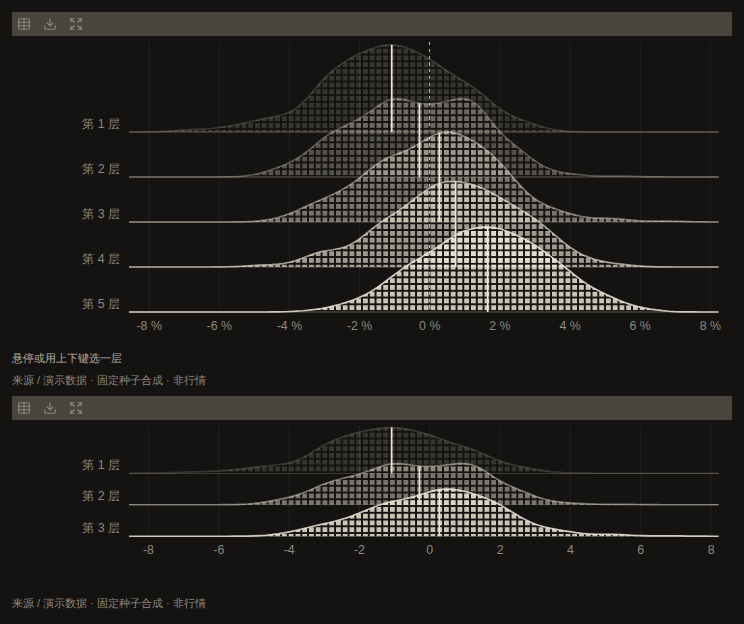 第 1 层
第 2 层
第 3 层
第 4 层
第 5 层
-8 % -6 % -4 % -2 % 0 % 2 % 4 % 6 % 8 %
悬停或用上下键选一层
来源 / 演示数据 · 固定种子合成 · 非行情
第 1 层
第 2 层
第 3 层
-8 -6 -4 -2 0 2 4 6 8
来源 / 演示数据 · 固定种子合成 · 非行情